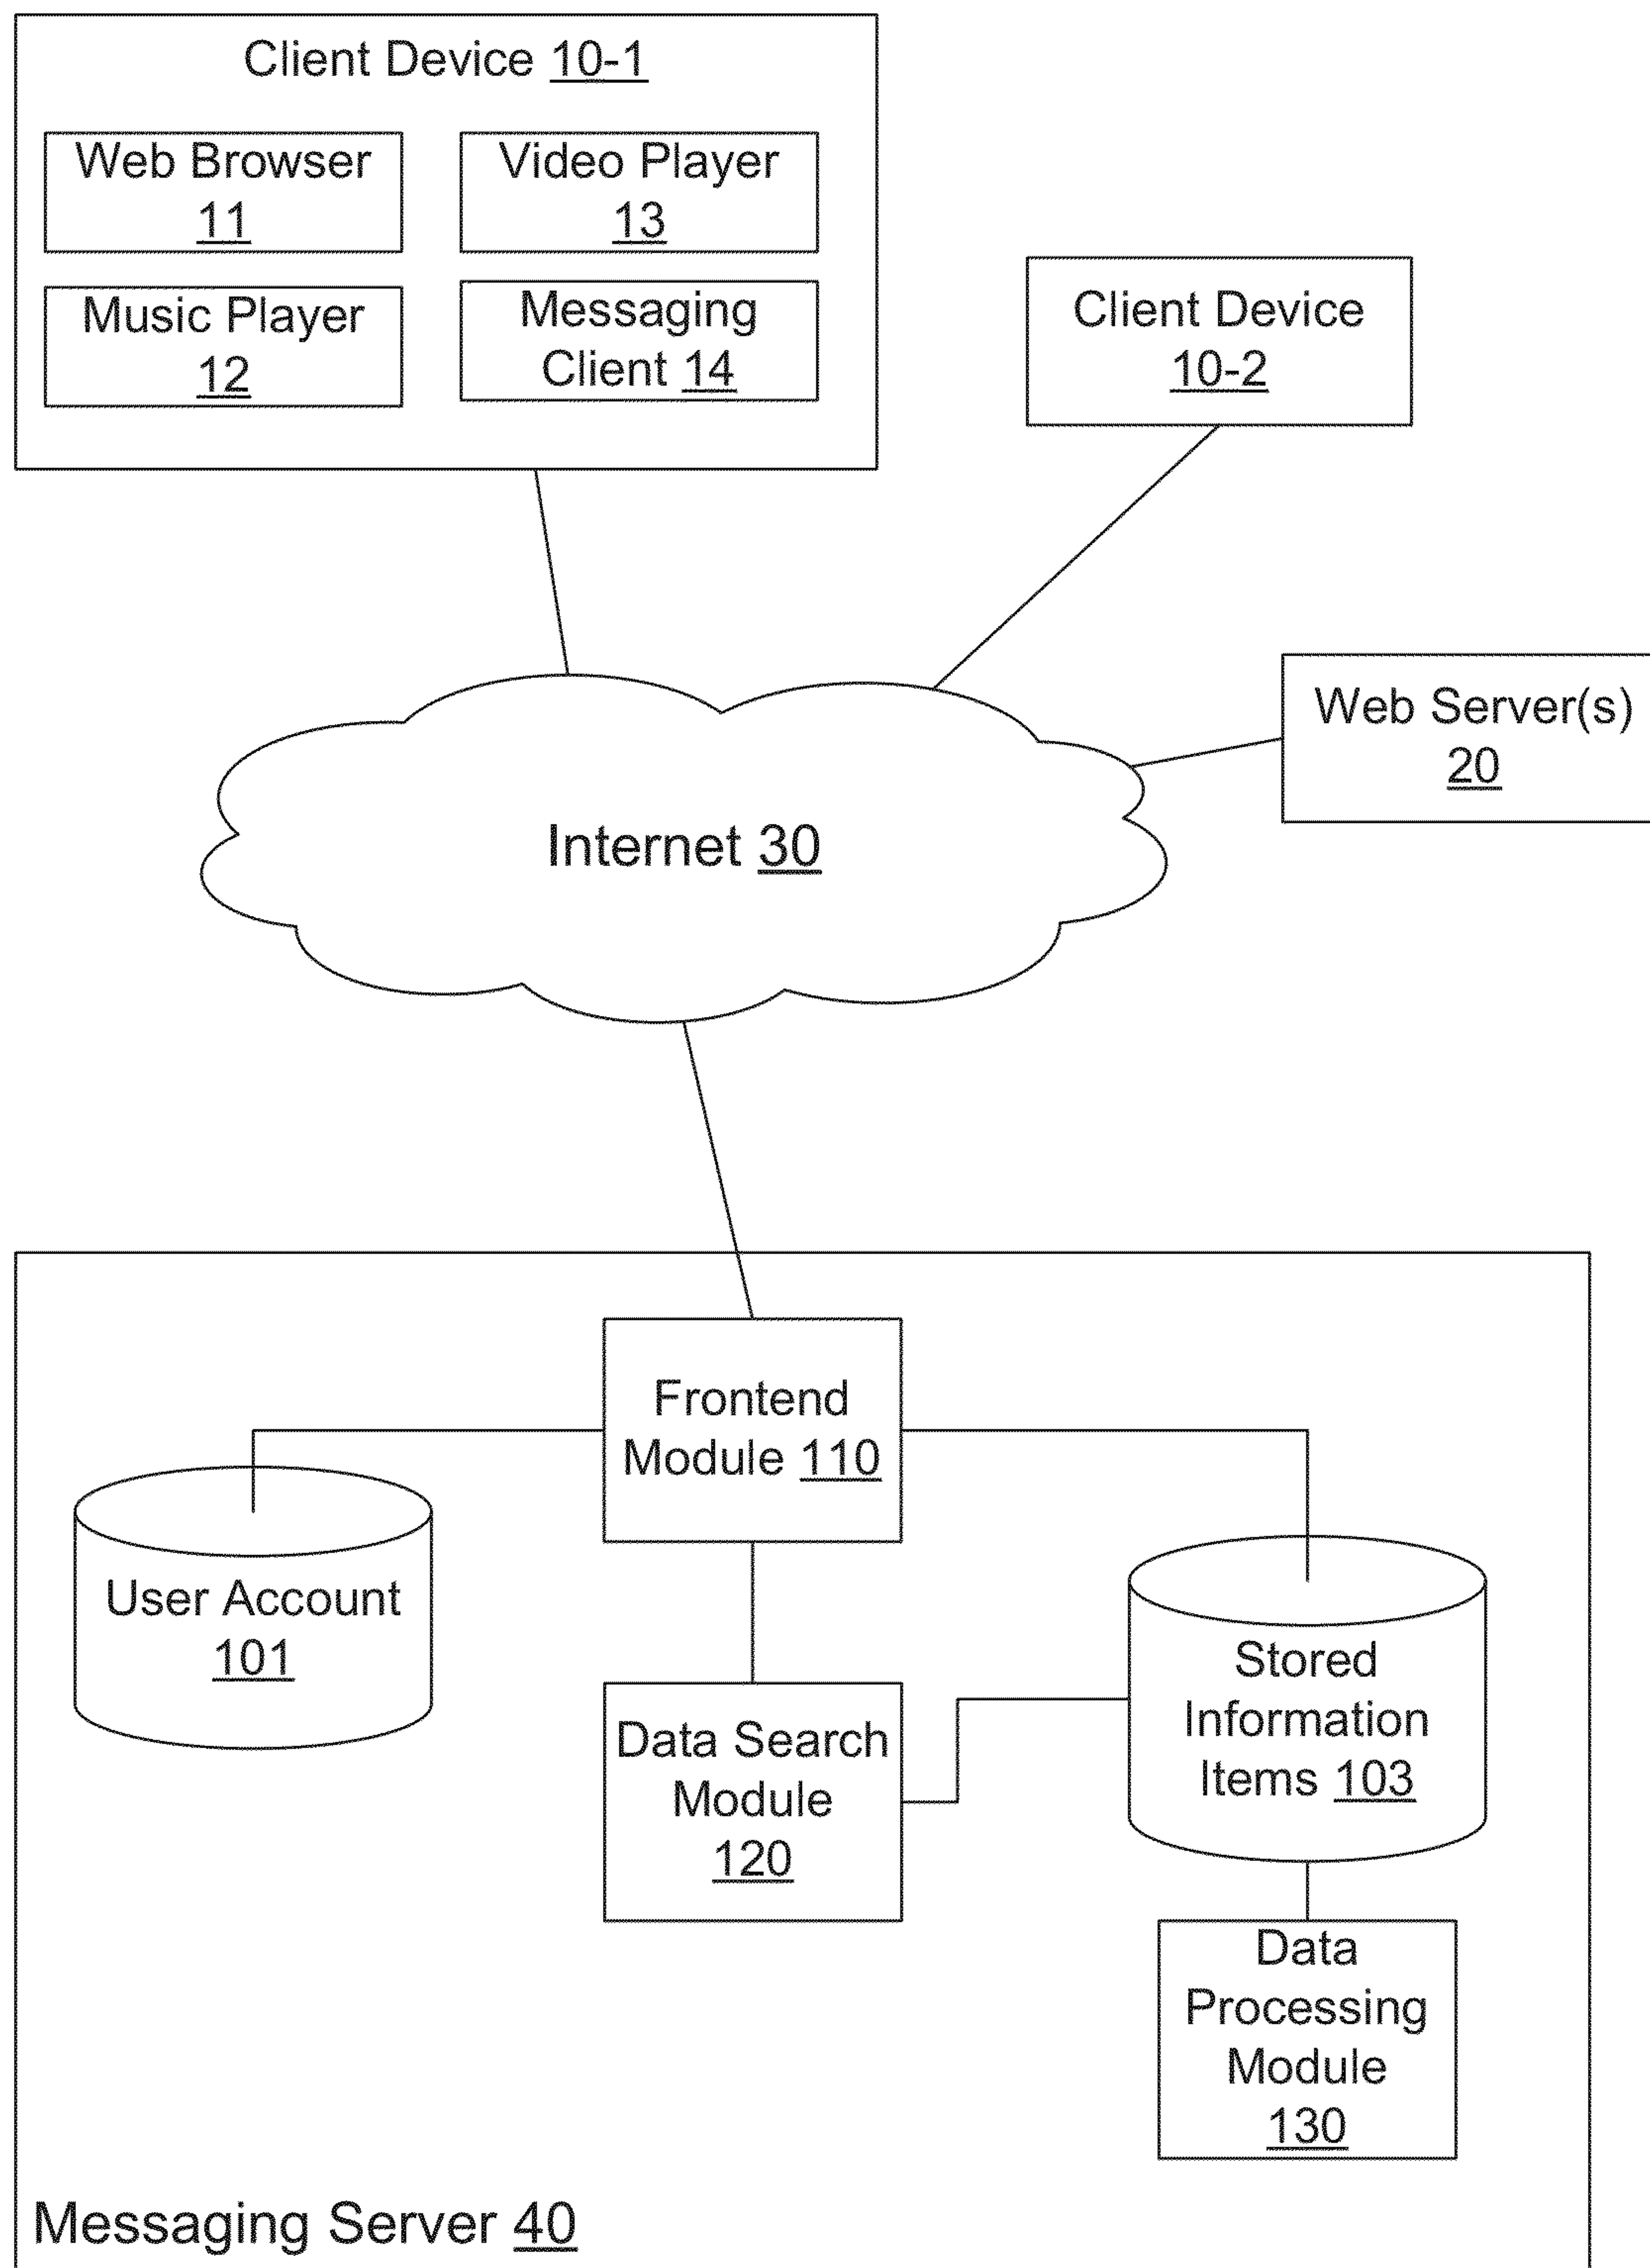 Client Device 10-1
Web Browser
11
Video Player
13
Music Player
12
Messaging
Client 14
Client Device
10-2
Web Server(s)
20
Internet 30
Frontend
Module 110
User Account
101
Stored
Information
Items 103
Data Search
Module
120
Data
Processing
Module
130
Messaging Server 40